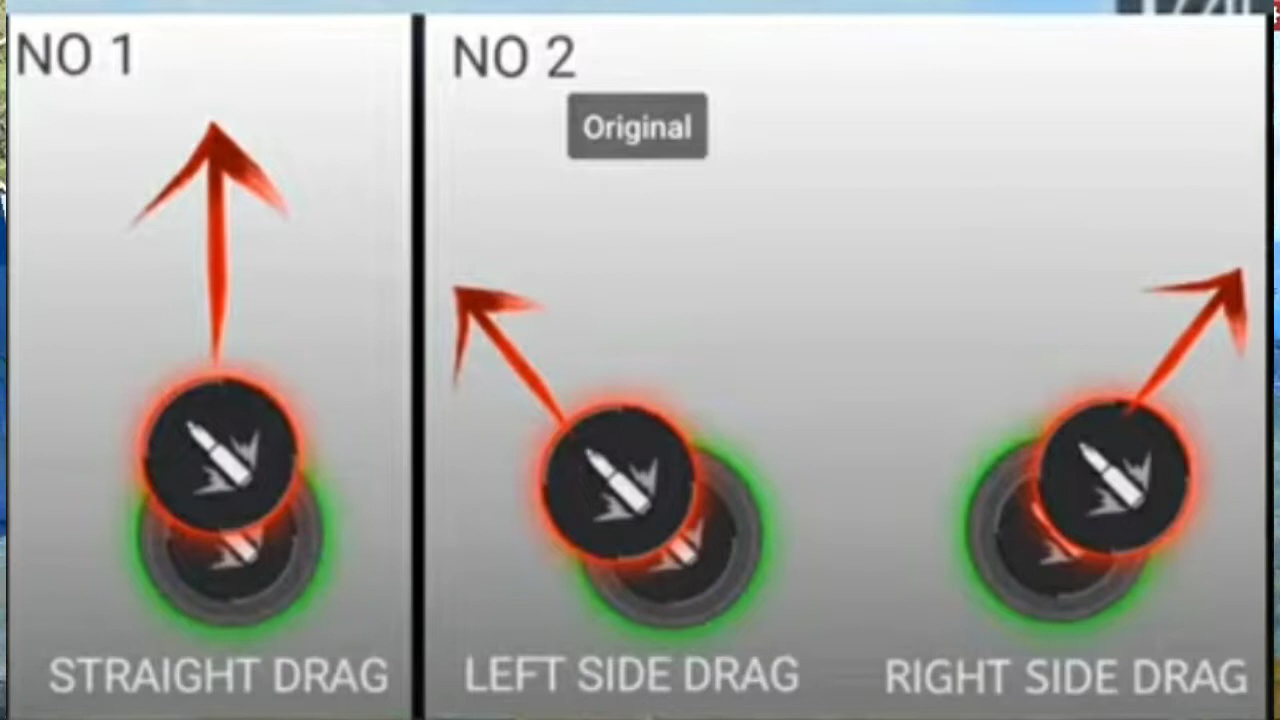 NO 1
NO 2
Original
STRAIGHT DRAG
LEFT SIDE DRAG
RIGHT SIDE DRAG